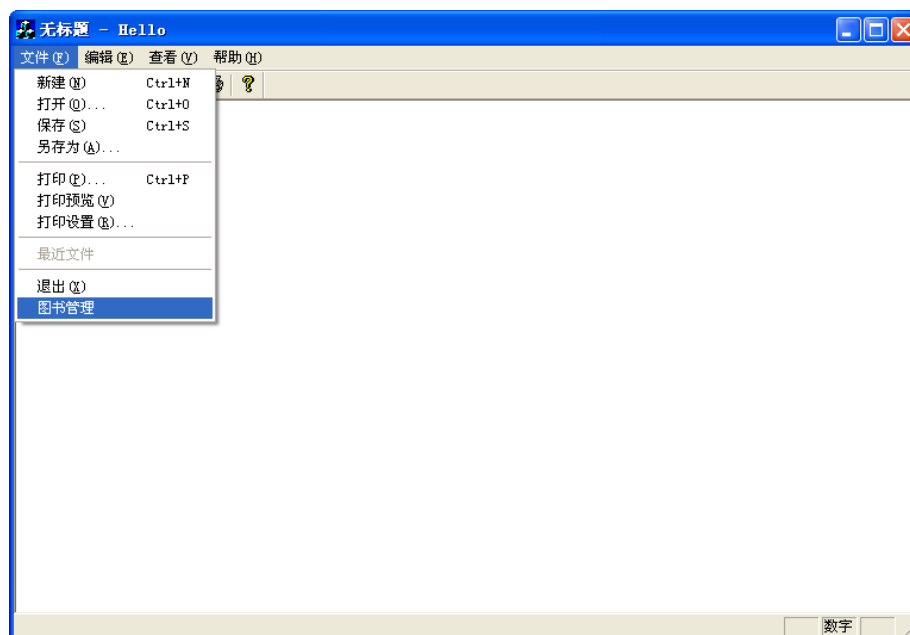 无标题 - Hello
文件(F) 编辑(E) 查看(V) 帮助(H)
新建(N) Ctrl+N
打开(O)... Ctrl+O
保存(S) Ctrl+S
另存为(A)...
打印(P)... Ctrl+P
打印预览(V)
打印设置(R)...
最近文件
退出(X)
图书管理
数字